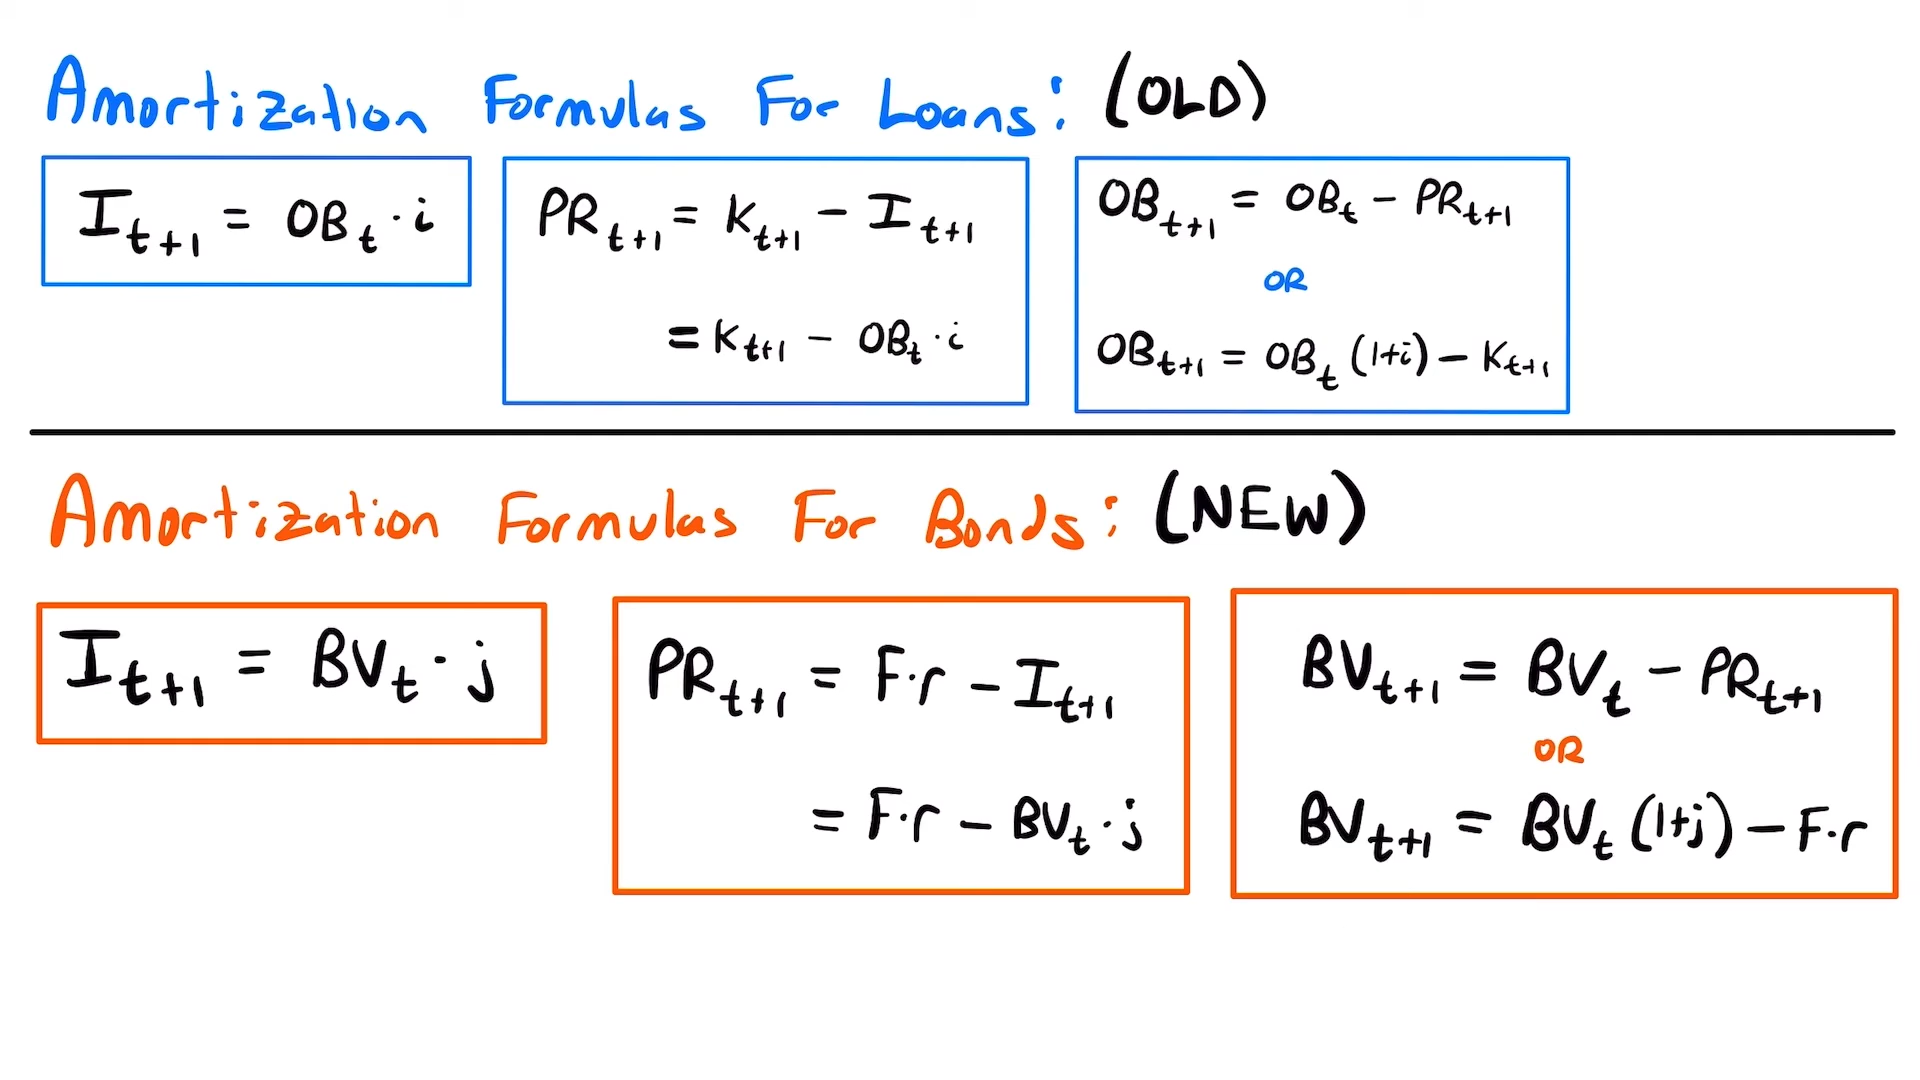 Amortization Formulas For Loans: (OLD)
I_{t+1} = OB_t · i
PR_{t+1} = K_{t+1} - I_{t+1}
= K_{t+1} - OB_t · i
OB_{t+1} = OB_t - PR_{t+1}
OR
OB_{t+1} = OB_t (1+i) - K_{t+1}
Amortization Formulas For Bonds: (NEW)
I_{t+1} = BV_t · j
PR_{t+1} = F·r - I_{t+1}
= F·r - BV_t · j
BV_{t+1} = BV_t - PR_{t+1}
OR
BV_{t+1} = BV_t (1+j) - F·r